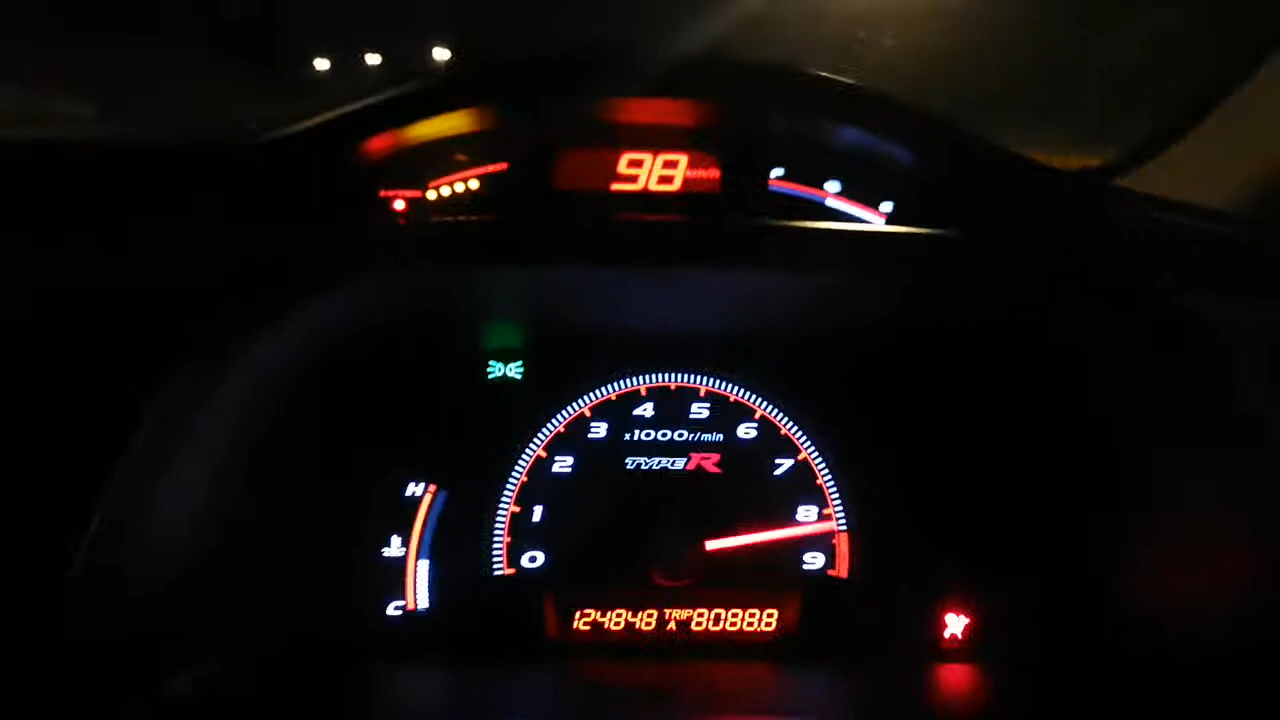 98 km/h
F
E
4 5
3 x1000r/min 6
2 TYPE R 7
H
1 8
0 9
C
124848 TRIP A 8088.8